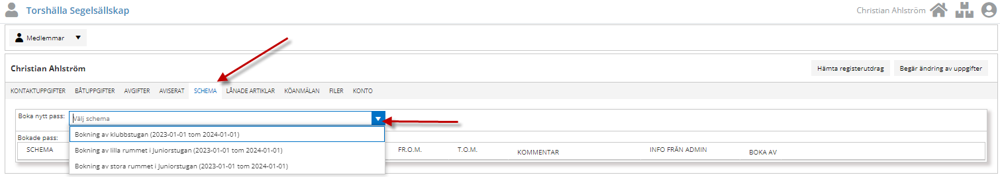 Torshälla Segelsällskap
Christian Ahlström
Medlemmar
Christian Ahlström
Hämta registerutdrag
Begär ändring av uppgifter
KONTAKTUPPGIFTER BÅTUPPGIFTER AVGIFTER AVISERAT SCHEMA LÅNADE ARTIKLAR KÖANMÄLAN FILER KONTO
Boka nytt pass: Välj schema
Bokning av klubbstugan (2023-01-01 tom 2024-01-01)
Bokning av lilla rummet i Juniorstugan (2023-01-01 tom 2024-01-01)
Bokning av stora rummet i Juniorstugan (2023-01-01 tom 2024-01-01)
Bokade pass:
SCHEMA FR.O.M. T.O.M. KOMMENTAR INFO FRÅN ADMIN BOKA AV